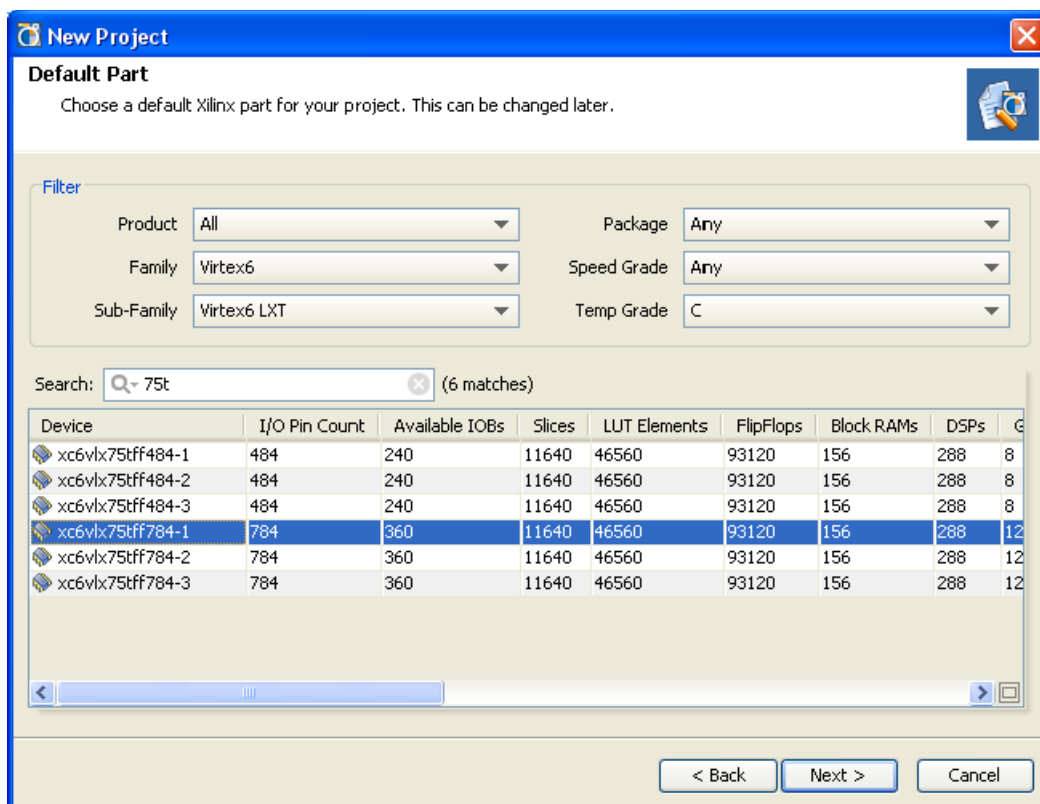 New Project
Default Part
Choose a default Xilinx part for your project. This can be changed later.
Filter
Product All Package Any
Family Virtex6 Speed Grade Any
Sub-Family Virtex6 LXT Temp Grade C
Search: 75t (6 matches)
Device I/O Pin Count Available IOBs Slices LUT Elements FlipFlops Block RAMs DSPs G
xc6vlx75tff484-1 484 240 11640 46560 93120 156 288 8
xc6vlx75tff484-2 484 240 11640 46560 93120 156 288 8
xc6vlx75tff484-3 484 240 11640 46560 93120 156 288 8
xc6vlx75tff784-1 784 360 11640 46560 93120 156 288 12
xc6vlx75tff784-2 784 360 11640 46560 93120 156 288 12
xc6vlx75tff784-3 784 360 11640 46560 93120 156 288 12
< Back Next > Cancel